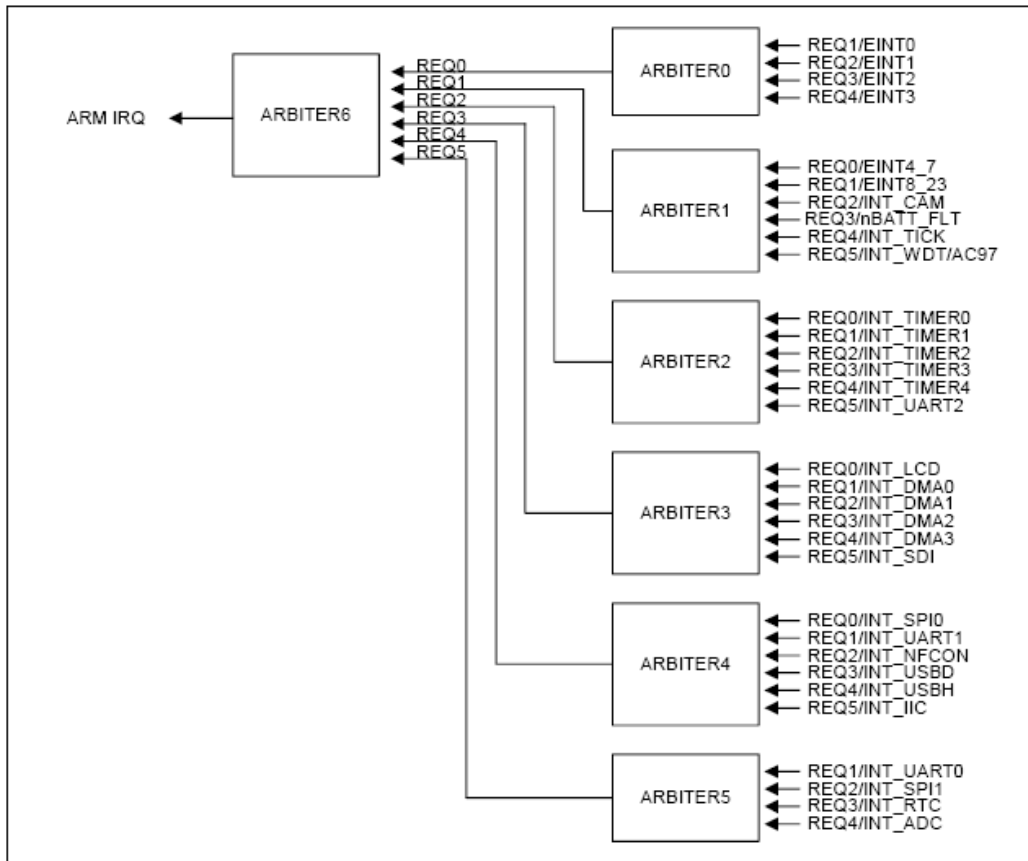 ARM IRQ
ARBITER6
REQ0
REQ1
REQ2
REQ3
REQ4
REQ5
ARBITER0
REQ1/EINT0
REQ2/EINT1
REQ3/EINT2
REQ4/EINT3
ARBITER1
REQ0/EINT4_7
REQ1/EINT8_23
REQ2/INT_CAM
REQ3/nBATT_FLT
REQ4/INT_TICK
REQ5/INT_WDT/AC97
ARBITER2
REQ0/INT_TIMER0
REQ1/INT_TIMER1
REQ2/INT_TIMER2
REQ3/INT_TIMER3
REQ4/INT_TIMER4
REQ5/INT_UART2
ARBITER3
REQ0/INT_LCD
REQ1/INT_DMA0
REQ2/INT_DMA1
REQ3/INT_DMA2
REQ4/INT_DMA3
REQ5/INT_SDI
ARBITER4
REQ0/INT_SPI0
REQ1/INT_UART1
REQ2/INT_NFCON
REQ3/INT_USBD
REQ4/INT_USBH
REQ5/INT_IIC
ARBITER5
REQ1/INT_UART0
REQ2/INT_SPI1
REQ3/INT_RTC
REQ4/INT_ADC